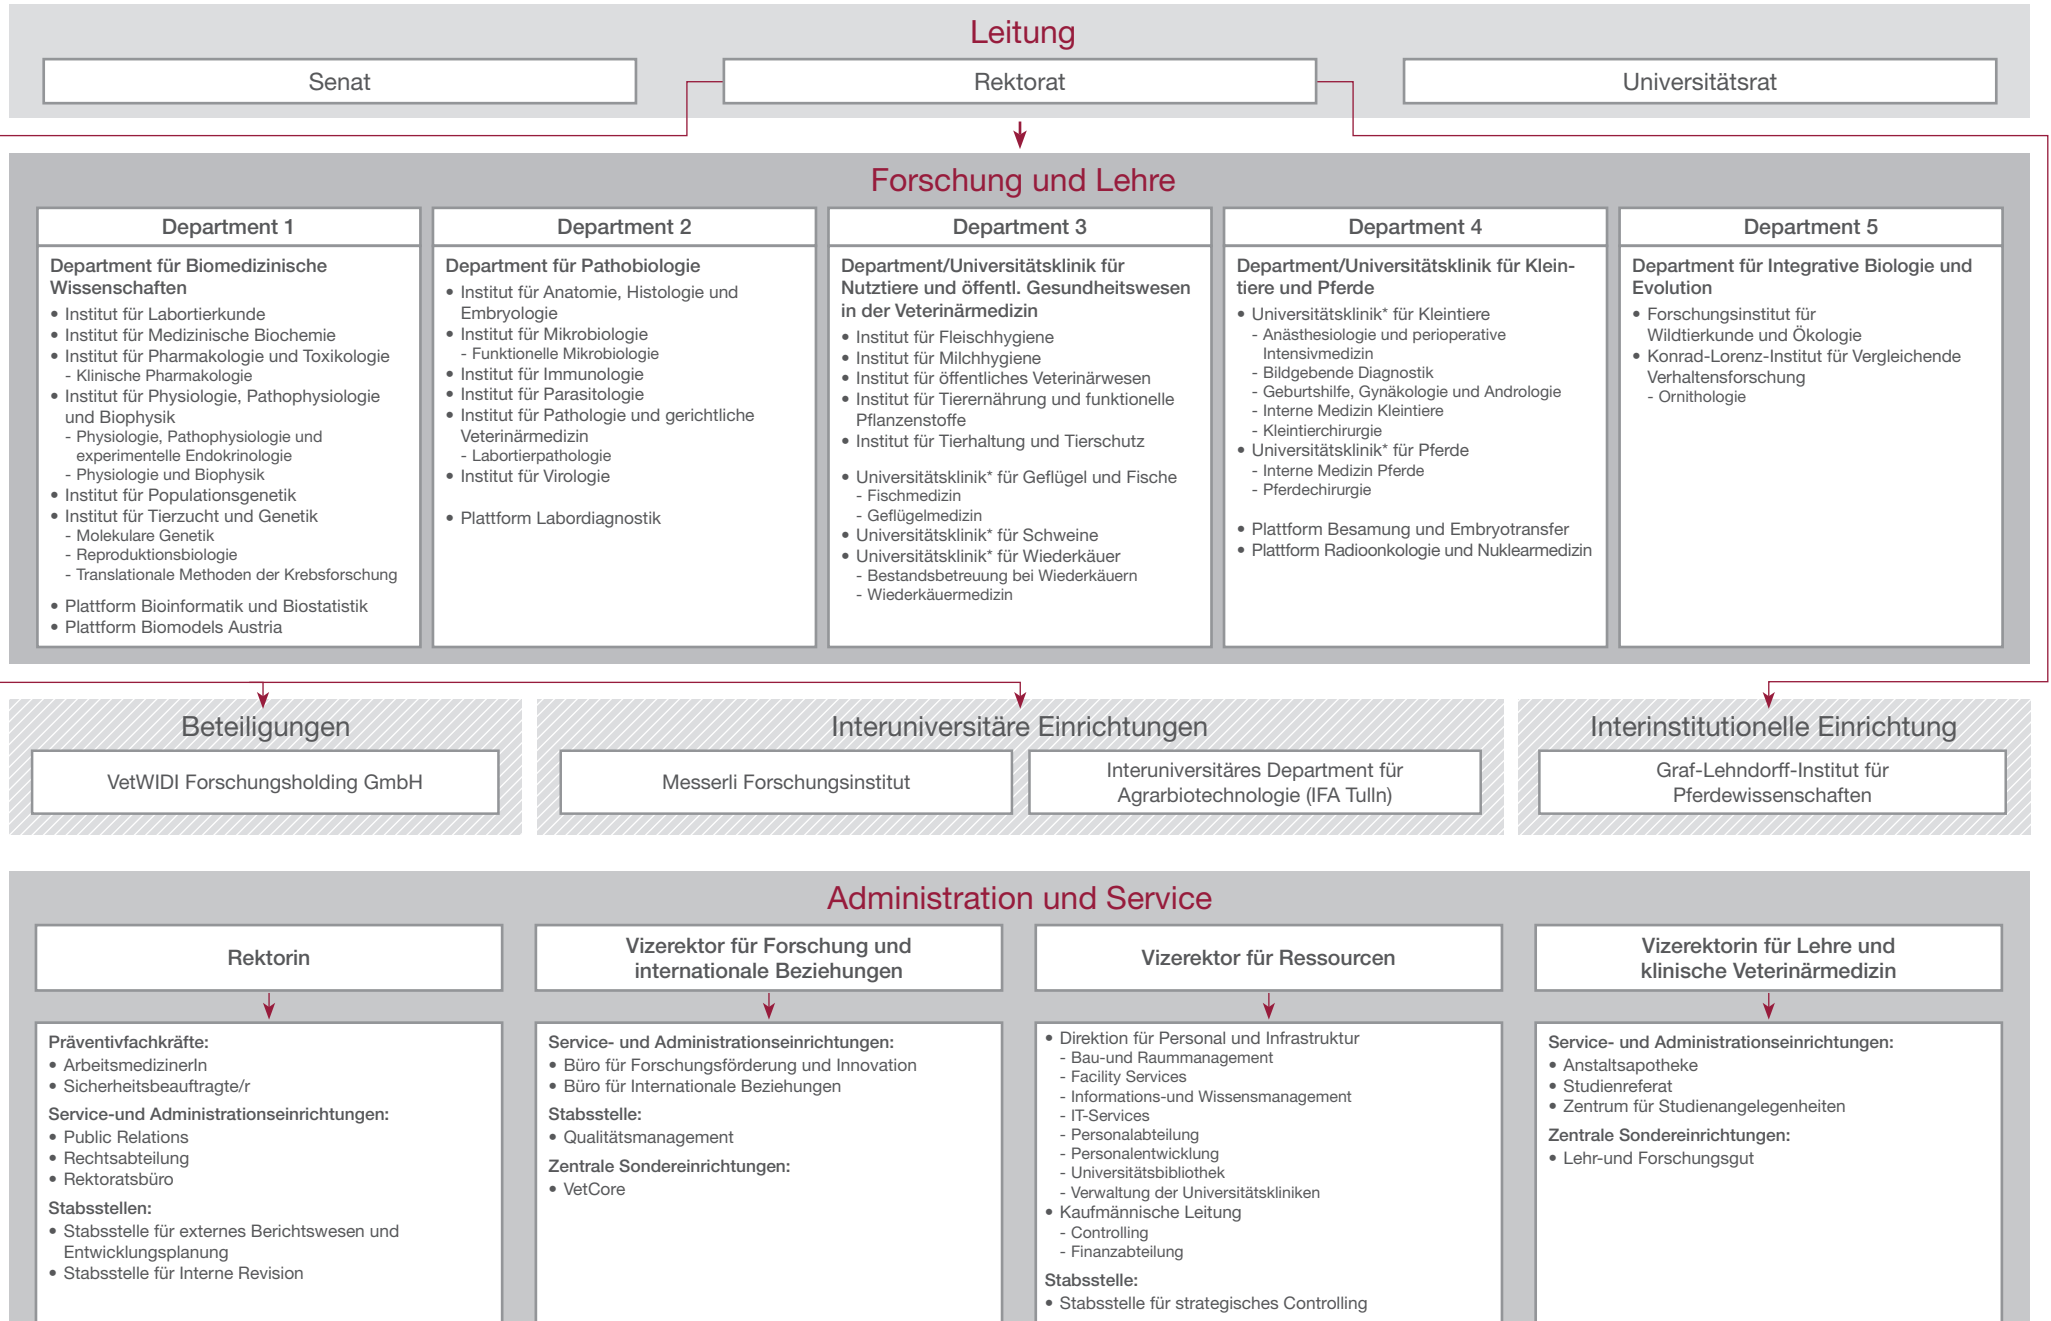 Leitung
Senat
Rektorat
Universitätsrat
Forschung und Lehre
Department 1
Department für Biomedizinische
Wissenschaften
• Institut für Labortierkunde
• Institut für Medizinische Biochemie
• Institut für Pharmakologie und Toxikologie
- Klinische Pharmakologie
• Institut für Physiologie, Pathophysiologie
und Biophysik
- Physiologie, Pathophysiologie und
experimentelle Endokrinologie
- Physiologie und Biophysik
• Institut für Populationsgenetik
• Institut für Tierzucht und Genetik
- Molekulare Genetik
- Reproduktionsbiologie
- Translationale Methoden der Krebsforschung
• Plattform Bioinformatik und Biostatistik
• Plattform Biomodels Austria
Department 2
Department für Pathobiologie
• Institut für Anatomie, Histologie und
Embryologie
• Institut für Mikrobiologie
- Funktionelle Mikrobiologie
• Institut für Immunologie
• Institut für Parasitologie
• Institut für Pathologie und gerichtliche
Veterinärmedizin
- Labortierpathologie
• Institut für Virologie
• Plattform Labordiagnostik
Department 3
Department/Universitätsklinik für
Nutztiere und öffentl. Gesundheitswesen
in der Veterinärmedizin
• Institut für Fleischhygiene
• Institut für Milchhygiene
• Institut für öffentliches Veterinärwesen
• Institut für Tierernährung und funktionelle
Pflanzenstoffe
• Institut für Tierhaltung und Tierschutz
• Universitätsklinik* für Geflügel und Fische
- Fischmedizin
- Geflügelmedizin
• Universitätsklinik* für Schweine
• Universitätsklinik* für Wiederkäuer
- Bestandsbetreuung bei Wiederkäuern
- Wiederkäuermedizin
Department 4
Department/Universitätsklinik für Klein-
tiere und Pferde
• Universitätsklinik* für Kleintiere
- Anästhesiologie und perioperative
Intensivmedizin
- Bildgebende Diagnostik
- Geburtshilfe, Gynäkologie und Andrologie
- Interne Medizin Kleintiere
- Kleintierchirurgie
• Universitätsklinik* für Pferde
- Interne Medizin Pferde
- Pferdechirurgie
• Plattform Besamung und Embryotransfer
• Plattform Radioonkologie und Nuklearmedizin
Department 5
Department für Integrative Biologie und
Evolution
• Forschungsinstitut für
Wildtierkunde und Ökologie
• Konrad-Lorenz-Institut für Vergleichende
Verhaltensforschung
- Ornithologie
Beteiligungen
VetWIDI Forschungsholding GmbH
Interuniversitäre Einrichtungen
Messerli Forschungsinstitut
Interuniversitäres Department für
Agrarbiotechnologie (IFA Tulln)
Interinstitutionelle Einrichtung
Graf-Lehndorff-Institut für
Pferdewissenschaften
Administration und Service
Rektorin
Präventivfachkräfte:
• ArbeitsmedizinerIn
• Sicherheitsbeauftragte/r
Service-und Administrationseinrichtungen:
• Public Relations
• Rechtsabteilung
• Rektoratsbüro
Stabsstellen:
• Stabsstelle für externes Berichtswesen und
Entwicklungsplanung
• Stabsstelle für Interne Revision
Vizerektor für Forschung und
internationale Beziehungen
Service- und Administrationseinrichtungen:
• Büro für Forschungsförderung und Innovation
• Büro für Internationale Beziehungen
Stabsstelle:
• Qualitätsmanagement
Zentrale Sondereinrichtungen:
• VetCore
Vizerektor für Ressourcen
• Direktion für Personal und Infrastruktur
- Bau-und Raummanagement
- Facility Services
- Informations-und Wissensmanagement
- IT-Services
- Personalabteilung
- Personalentwicklung
- Universitätsbibliothek
- Verwaltung der Universitätskliniken
• Kaufmännische Leitung
- Controlling
- Finanzabteilung
Stabsstelle:
• Stabsstelle für strategisches Controlling
Vizerektorin für Lehre und
klinische Veterinärmedizin
Service- und Administrationseinrichtungen:
• Anstaltsapotheke
• Studienreferat
• Zentrum für Studienangelegenheiten
Zentrale Sondereinrichtungen:
• Lehr-und Forschungsgut